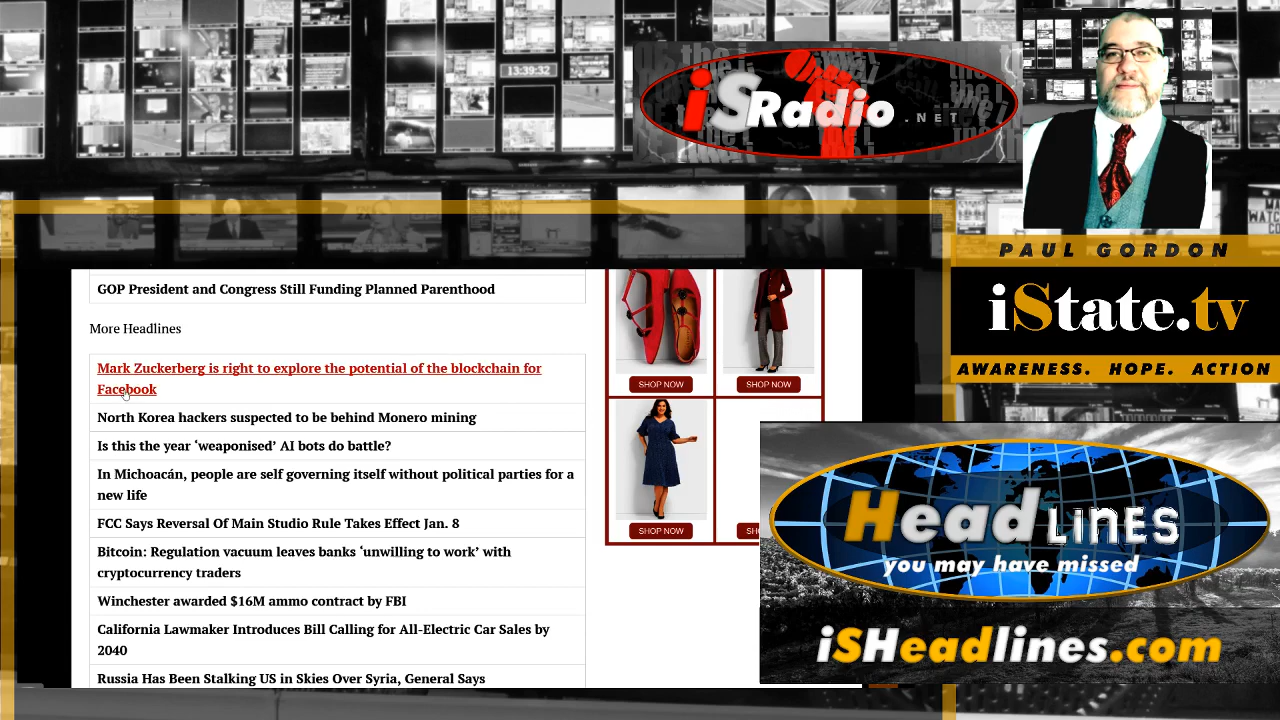 13:39:32
iSRadio.NET
PAUL GORDON
iState.tv
AWARENESS. HOPE. ACTION
GOP President and Congress Still Funding Planned Parenthood
More Headlines
Mark Zuckerberg is right to explore the potential of the blockchain for
Facebook
North Korea hackers suspected to be behind Monero mining
Is this the year ‘weaponised’ AI bots do battle?
In Michoacán, people are self governing itself without political parties for a
new life
FCC Says Reversal Of Main Studio Rule Takes Effect Jan. 8
Bitcoin: Regulation vacuum leaves banks ‘unwilling to work’ with
cryptocurrency traders
Winchester awarded $16M ammo contract by FBI
California Lawmaker Introduces Bill Calling for All-Electric Car Sales by
2040
Russia Has Been Stalking US in Skies Over Syria, General Says
SHOP NOW
SHOP NOW
SHOP NOW
HeadLINES
you may have missed
iSHeadlines.com